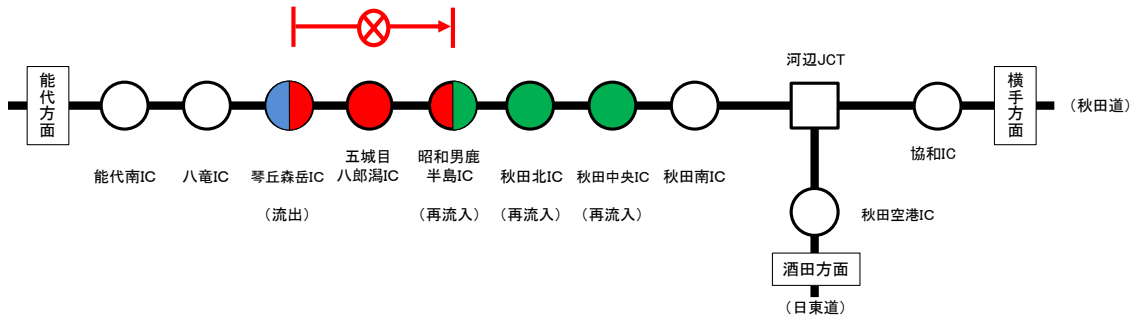 能代方面
能代南IC
八竜IC
琴丘森岳IC
（流出）
五城目
八郎潟IC
昭和男鹿
半島IC
（再流入）
秋田北IC
（再流入）
秋田中央IC
（再流入）
秋田南IC
河辺JCT
協和IC
横手方面
（秋田道）
秋田空港IC
酒田方面
（日東道）